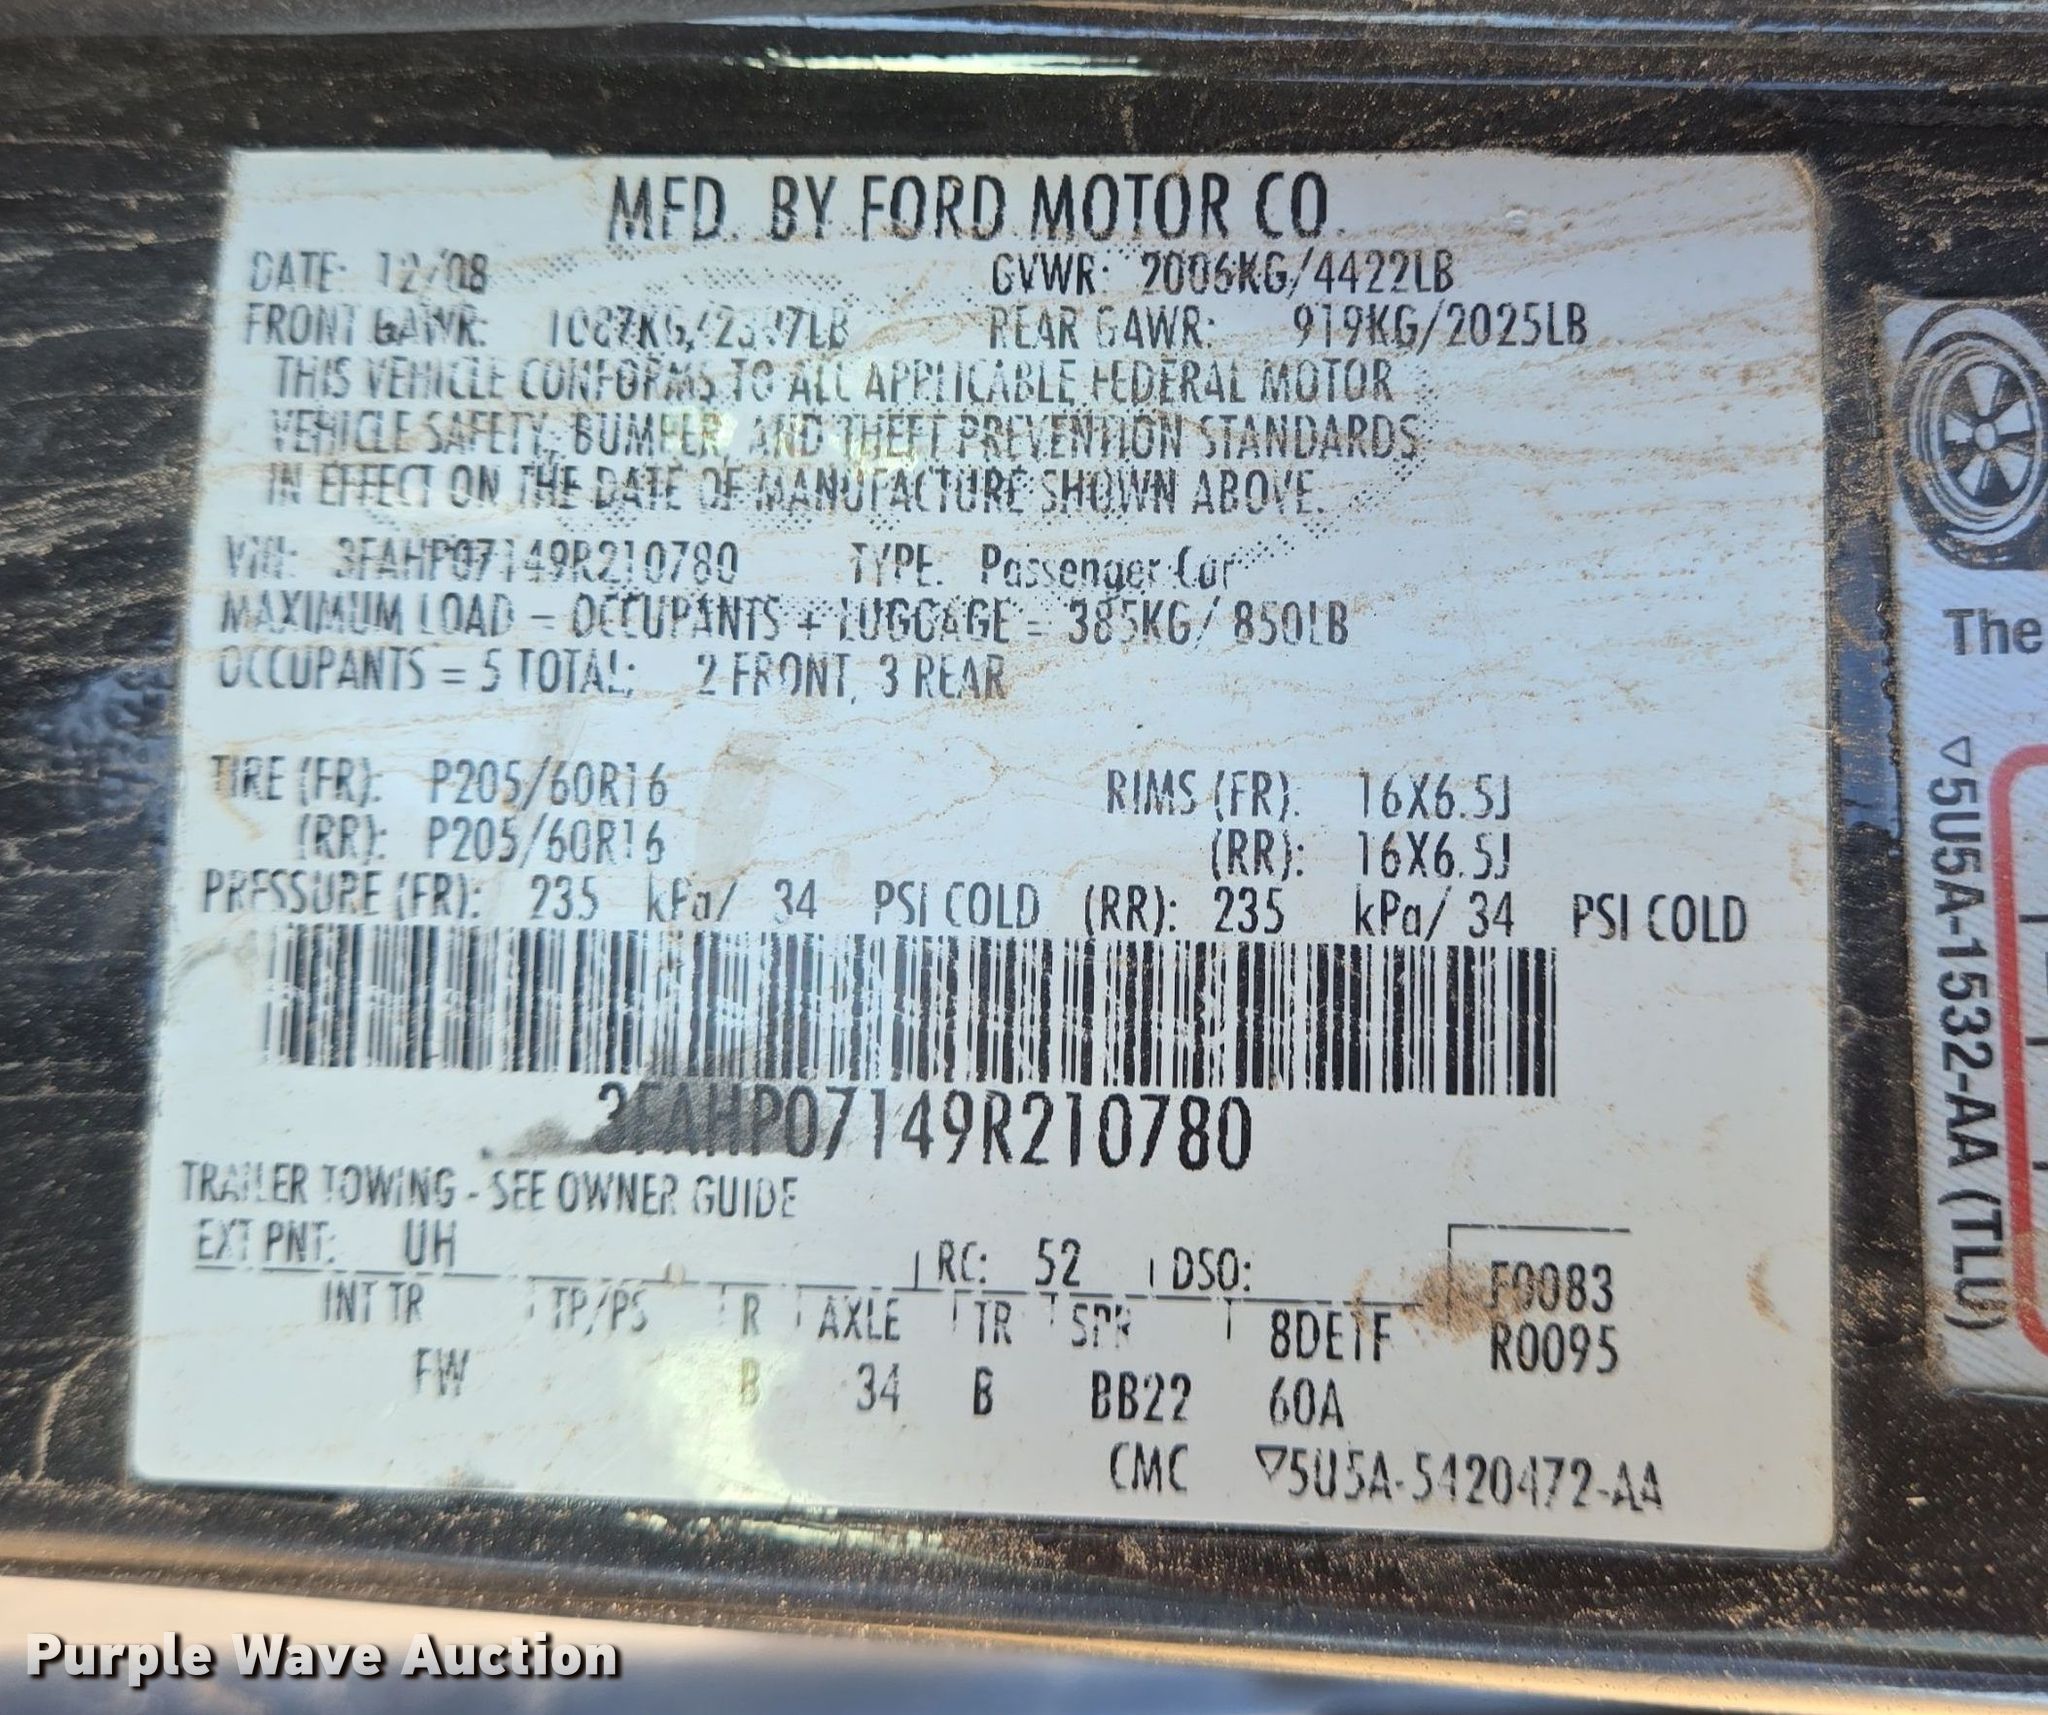 MFD. BY FORD MOTOR CO.
DATE: 12/08 GVWR: 2006KG/4422LB
FRONT GAWR: 1087KG/2397LB REAR GAWR: 919KG/2025LB
THIS VEHICLE CONFORMS TO ALL APPLICABLE FEDERAL MOTOR
VEHICLE SAFETY, BUMPER, AND THEFT PREVENTION STANDARDS
IN EFFECT ON THE DATE OF MANUFACTURE SHOWN ABOVE.
VIN: 3FAHP07149R210780 TYPE: Passenger Car
MAXIMUM LOAD = OCCUPANTS + LUGGAGE = 385KG/ 850LB
OCCUPANTS = 5 TOTAL: 2 FRONT, 3 REAR
TIRE (FR): P205/60R16 RIMS (FR): 16X6.5J
(RR): P205/60R16 (RR): 16X6.5J
PRESSURE (FR): 235 kPa/ 34 PSI COLD (RR): 235 kPa/ 34 PSI COLD
3FAHP07149R210780
TRAILER TOWING - SEE OWNER GUIDE
EXT PNT: UH RC: 52 DSO: F0083
INT TR TP/PS R AXLE TR SPR 8DETF R0095
FW B 34 B BB22 60A
CMC ▽5U5A-5420472-AA
The
▽5U5A-1532-AA (TLU)
Purple Wave Auction